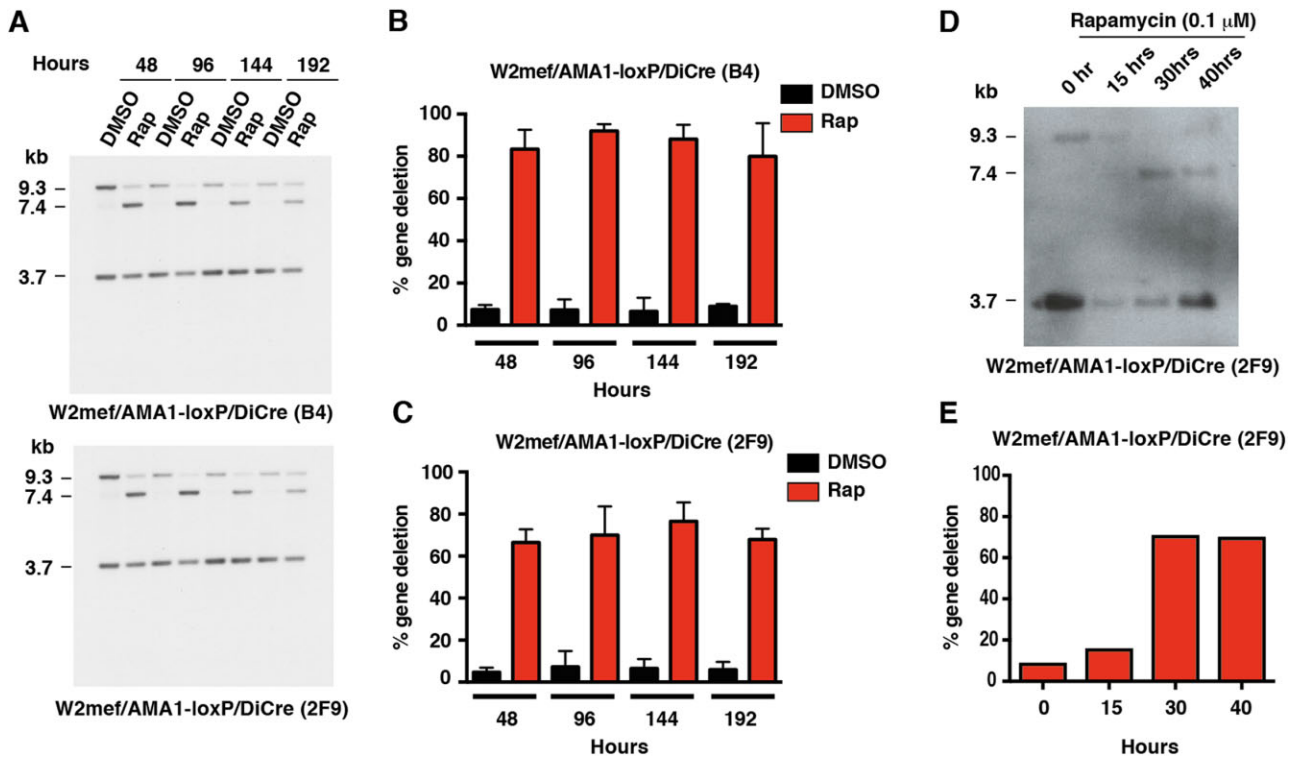 A
Hours 48 96 144 192
DMSO Rap DMSO Rap DMSO Rap DMSO Rap
kb
9.3
7.4
3.7
W2mef/AMA1-loxP/DiCre (B4)
kb
9.3
7.4
3.7
W2mef/AMA1-loxP/DiCre (2F9)
B
W2mef/AMA1-loxP/DiCre (B4)
DMSO
Rap
% gene deletion
100
80
60
40
20
0
48 96 144 192
Hours
C
W2mef/AMA1-loxP/DiCre (2F9)
DMSO
Rap
% gene deletion
100
80
60
40
20
0
48 96 144 192
Hours
D
Rapamycin (0.1 μM)
0 hr 15 hrs 30hrs 40hrs
kb
9.3
7.4
3.7
W2mef/AMA1-loxP/DiCre (2F9)
E
W2mef/AMA1-loxP/DiCre (2F9)
% gene deletion
100
80
60
40
20
0
0 15 30 40
Hours